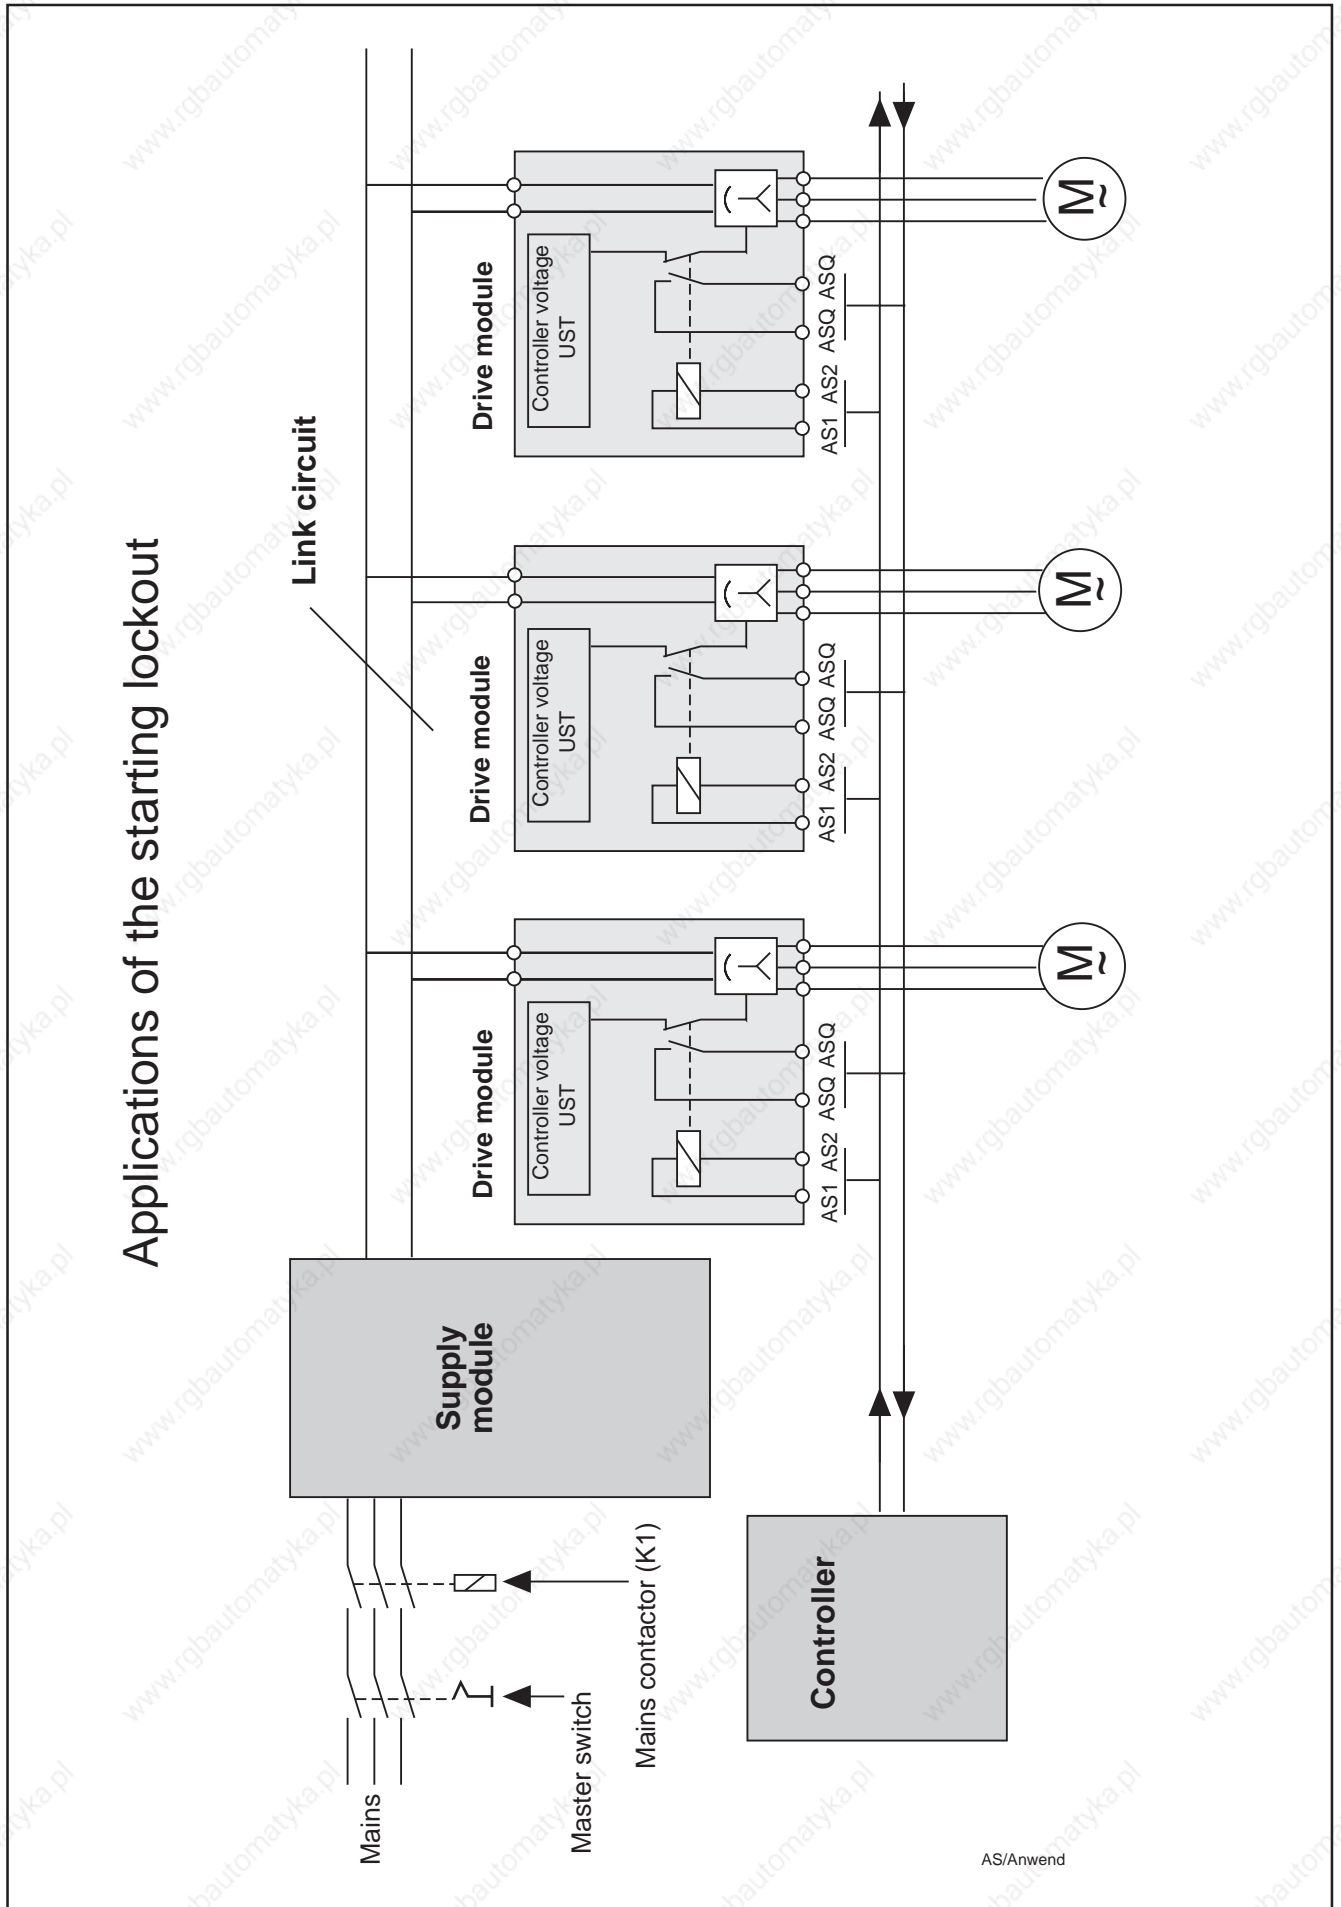 Applications of the starting lockout
Link circuit
Drive module
Controller voltage
UST
AS1 AS2 ASQ ASQ
M
~
Drive module
Controller voltage
UST
AS1 AS2 ASQ ASQ
M
~
Drive module
Controller voltage
UST
AS1 AS2 ASQ ASQ
M
~
Supply
module
Mains
Master switch
Mains contactor (K1)
Controller
AS/Anwend
www.rgbautomatyka.pl